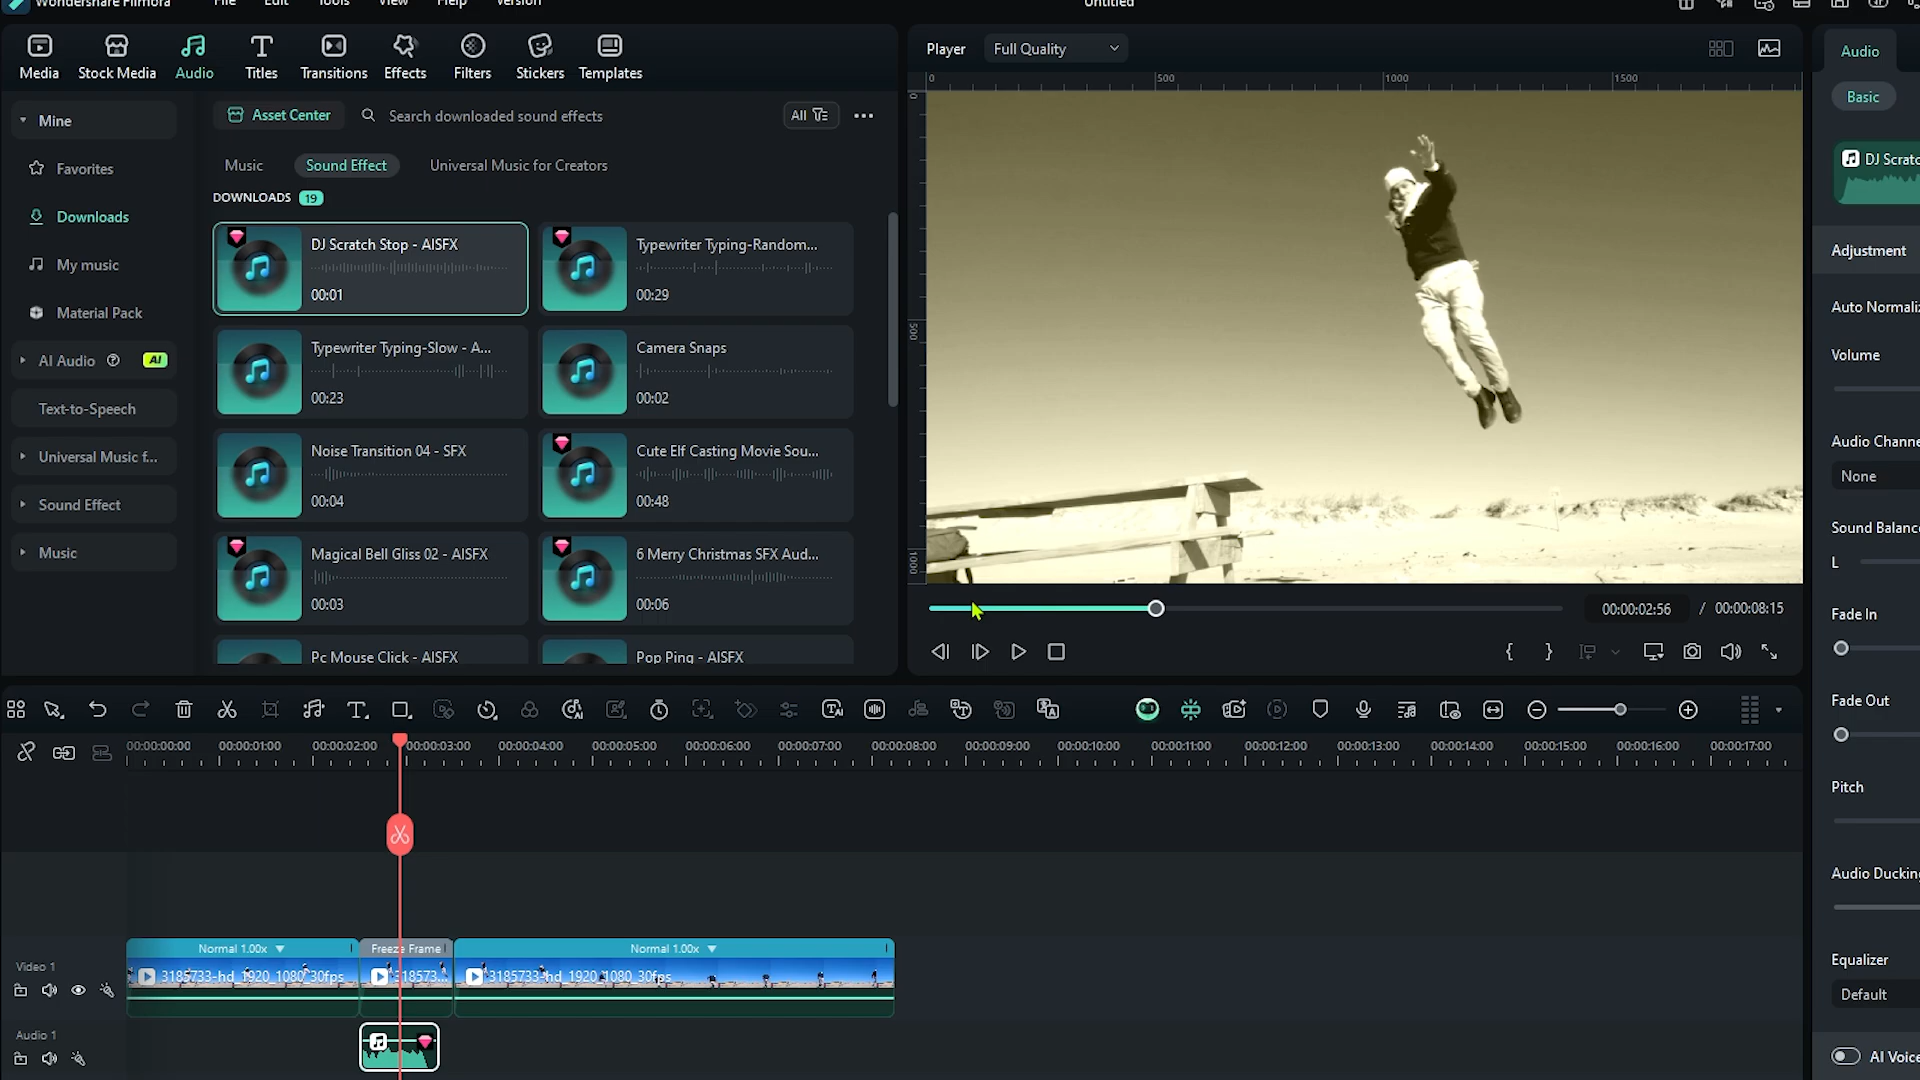 Wondershare Filmora
File
Edit
Tools
View
Help
Version
Untitled
Media
Stock Media
Audio
Titles
Transitions
Effects
Filters
Stickers
Templates
Player
Full Quality
Audio
Basic
Mine
Favorites
Downloads
My music
Material Pack
AI Audio
AI
Text-to-Speech
Universal Music f...
Sound Effect
Music
Asset Center
Search downloaded sound effects
All
Music
Sound Effect
Universal Music for Creators
DOWNLOADS 19
DJ Scratch Stop - AISFX
00:01
Typewriter Typing-Random...
00:29
Typewriter Typing-Slow - A...
00:23
Camera Snaps
00:02
Noise Transition 04 - SFX
00:04
Cute Elf Casting Movie Sou...
00:48
Magical Bell Gliss 02 - AISFX
00:03
6 Merry Christmas SFX Aud...
00:06
Pc Mouse Click - AISFX
Pop Ping - AISFX
0
500
1000
1500
0
500
1000
00:00:02:56 / 00:00:08:15
DJ Scratc
Adjustment
Auto Normaliz
Volume
Audio Channe
None
Sound Balanc
L
Fade In
Fade Out
Pitch
Audio Ducking
Equalizer
Default
AI Voic
00:00:00:00
00:00:01:00
00:00:02:00
00:00:03:00
00:00:04:00
00:00:05:00
00:00:06:00
00:00:07:00
00:00:08:00
00:00:09:00
00:00:10:00
00:00:11:00
00:00:12:00
00:00:13:00
00:00:14:00
00:00:15:00
00:00:16:00
00:00:17:00
Normal 1.00x
Freeze Frame
Normal 1.00x
Video 1
3185733-hd_1920_1080_30fps
318573...
3185733-hd_1920_1080_30fps
Audio 1